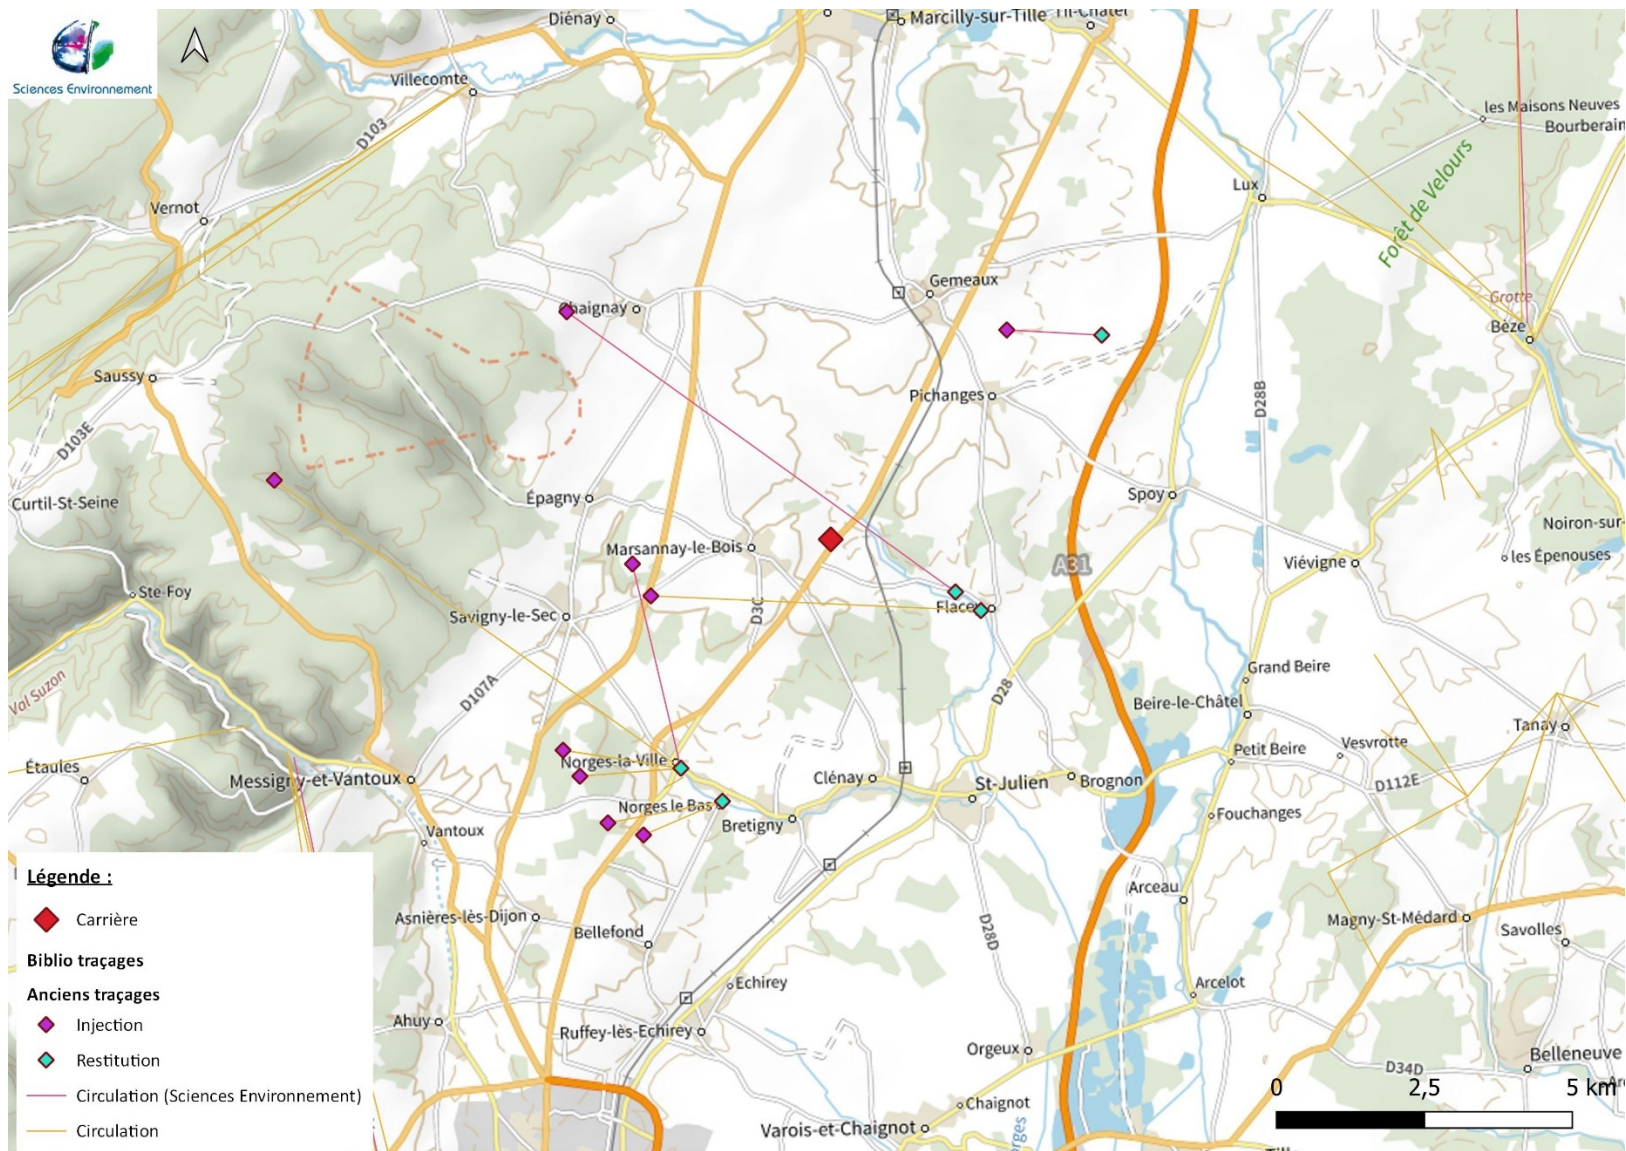 Diénay
Marcilly-sur-Tille
Sciences Environnement
Villecomte
les Maisons Neuves
D103
Bourberain
Forêt de Velours
Lux
Vernot
Gemeaux
Chaignay
Grotte
Bèze
Saussy
Pichanges
D28B
D103E
Curtil-St-Seine
Épagny
Spoy
Noiron-sur-
Marsannay-le-Bois
A31
Viévigne
les Épenouses
Ste-Foy
Savigny-le-Sec
D3C
Flacey
Val Suzon
D107A
D28
Grand Beire
Beire-le-Châtel
Tanay
Étaules
Messigny-et-Vantoux
Norges-la-Ville
Clénay
St-Julien
Brognon
Petit Beire
Vesvrotte
D112E
Norges le Bas
Bretigny
Fouchanges
Vantoux
Arceau
Légende :
Carrière
Asnières-lès-Dijon
Bellefond
D28D
Magny-St-Médard
Savolles
Biblio traçages
Anciens traçages
Injection
Restitution
Circulation (Sciences Environnement)
Circulation
Echirey
Arcelot
Ahuy
Ruffey-lès-Echirey
Orgeux
Belleneuve
D34D
0 2,5 5 km
Chaignot
Varois-et-Chaignot